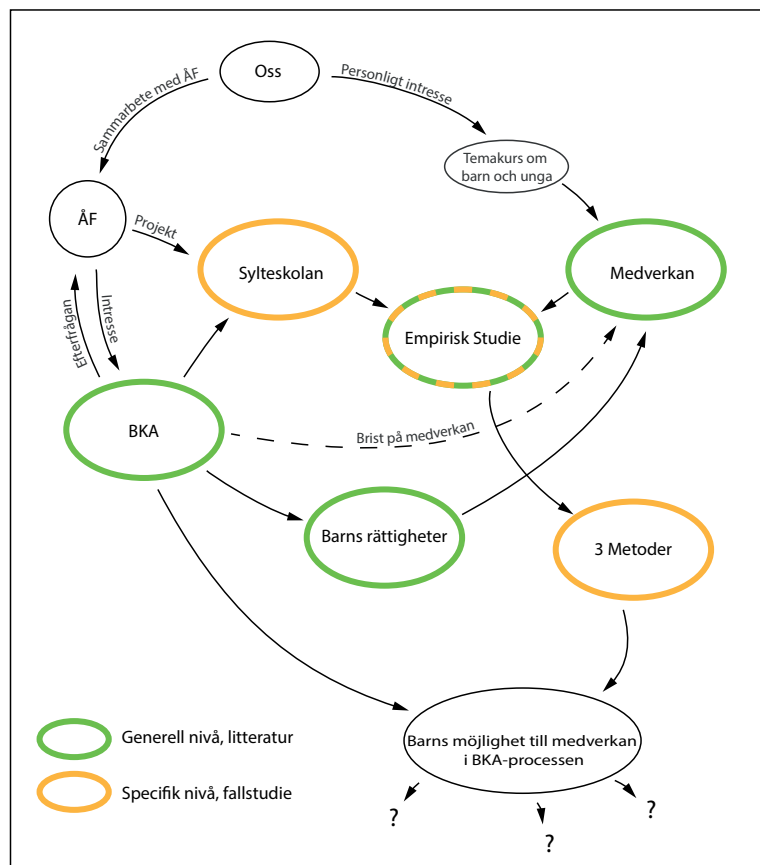 Oss
Sammarbete med ÅF
Personligt intresse
Temakurs om
barn och unga
ÅF
Projekt
Sylteskolan
Medverkan
Efterfrågan
Intresse
Empirisk Studie
BKA
Brist på medverkan
Barns rättigheter
3 Metoder
Generell nivå, litteratur
Specifik nivå, fallstudie
Barns möjlighet till medverkan
i BKA-processen
?
?
?